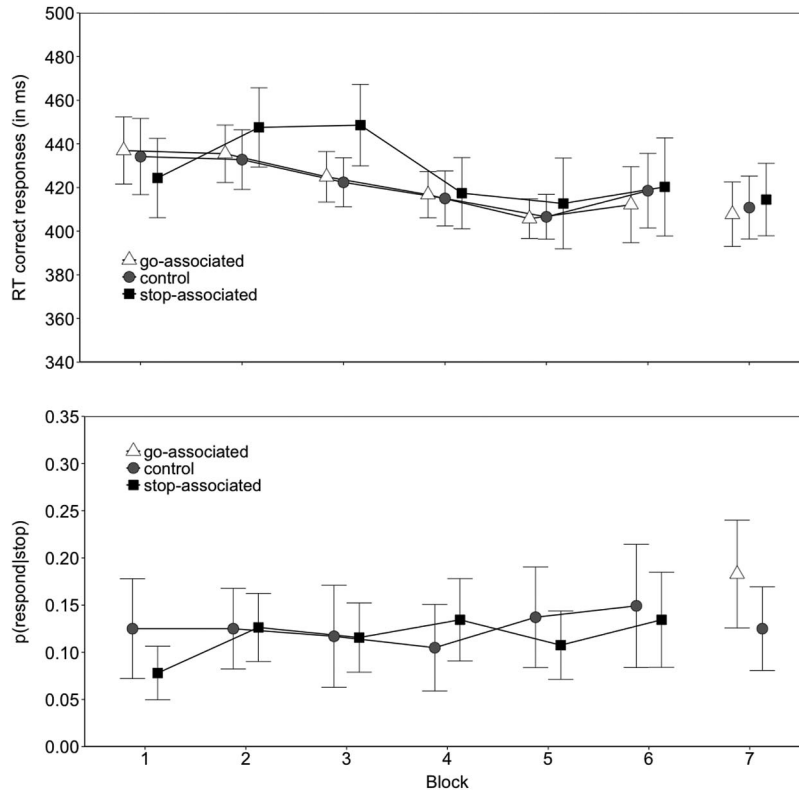 500
480
460
440
420
400
380
360
340
RT correct responses (in ms)
go-associated
control
stop-associated
0.35
0.30
0.25
0.20
0.15
0.10
0.05
0.00
p(respond|stop)
go-associated
control
stop-associated
1 2 3 4 5 6 7
Block